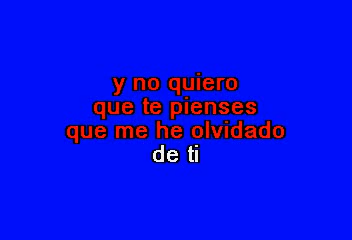 y no quiero
que te pienses
que me he olvidado
de ti